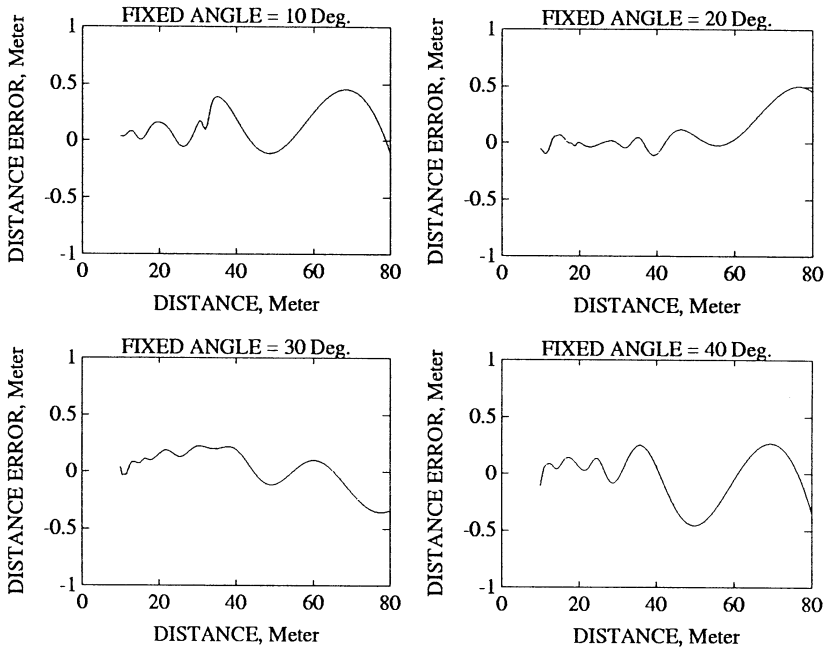 FIXED ANGLE = 10 Deg.
DISTANCE ERROR, Meter
1
0.5
0
-0.5
-1
0 20 40 60 80
DISTANCE, Meter
FIXED ANGLE = 20 Deg.
DISTANCE ERROR, Meter
1
0.5
0
-0.5
-1
0 20 40 60 80
DISTANCE, Meter
FIXED ANGLE = 30 Deg.
DISTANCE ERROR, Meter
1
0.5
0
-0.5
-1
0 20 40 60 80
DISTANCE, Meter
FIXED ANGLE = 40 Deg.
DISTANCE ERROR, Meter
1
0.5
0
-0.5
-1
0 20 40 60 80
DISTANCE, Meter